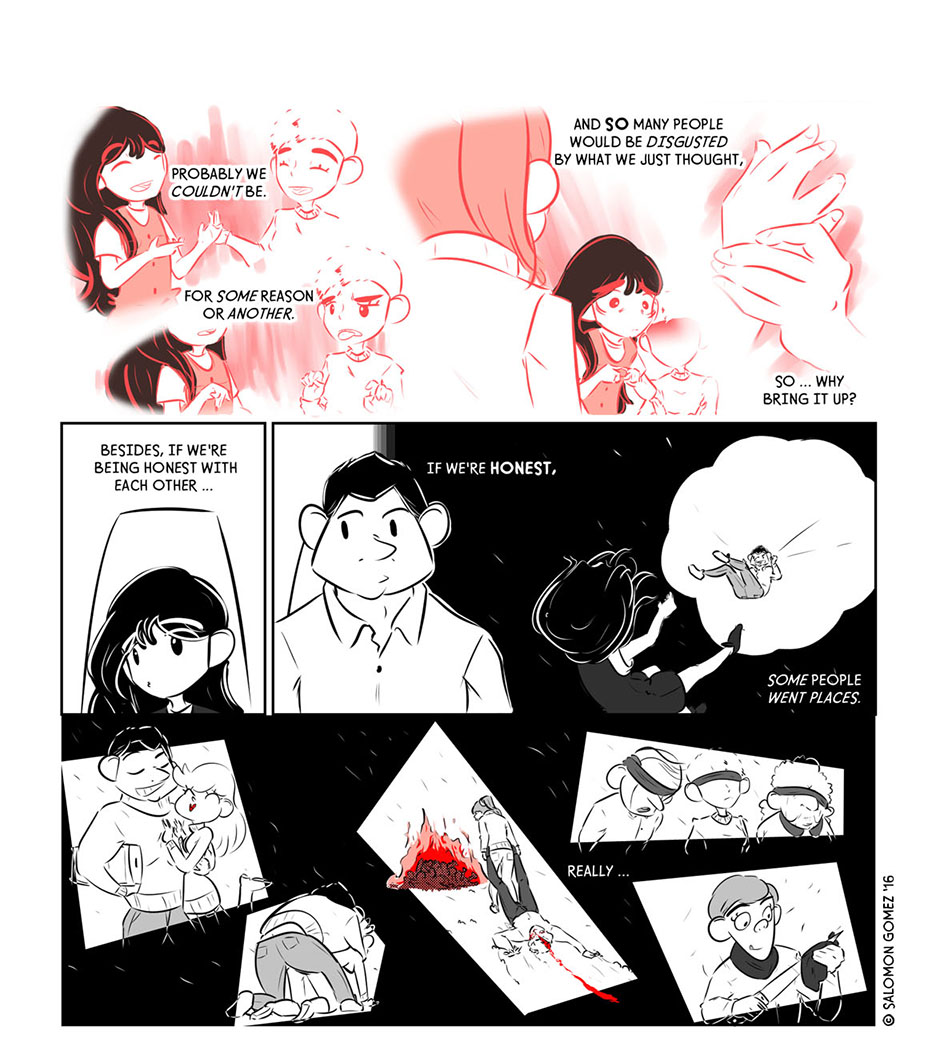 PROBABLY WE
COULDN'T BE.
FOR SOME REASON
OR ANOTHER.
AND SO MANY PEOPLE
WOULD BE DISGUSTED
BY WHAT WE JUST THOUGHT,
SO ... WHY
BRING IT UP?
BESIDES, IF WE'RE
BEING HONEST WITH
EACH OTHER ...
IF WE'RE HONEST,
SOME PEOPLE
WENT PLACES.
REALLY ...
© SALOMON GOMEZ '16